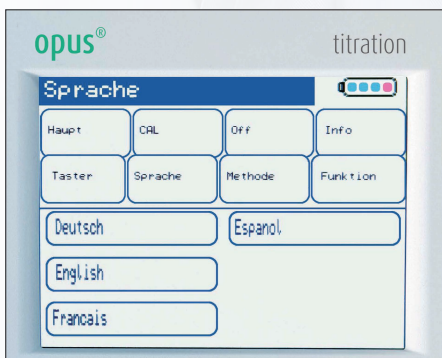 opus® titration
Sprache
Haupt CAL Off Info
Taster Sprache Methode Funktion
Deutsch Espanol
English
Francais